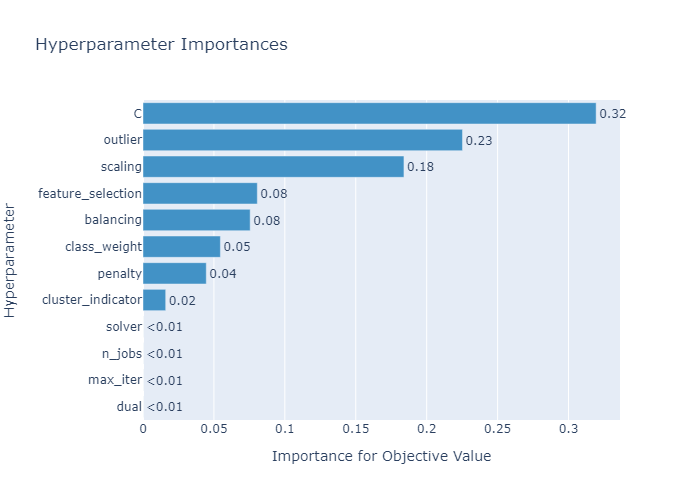 Hyperparameter Importances
C 0.32
outlier 0.23
scaling 0.18
feature_selection 0.08
balancing 0.08
class_weight 0.05
penalty 0.04
cluster_indicator 0.02
solver <0.01
n_jobs <0.01
max_iter <0.01
dual <0.01
0 0.05 0.1 0.15 0.2 0.25 0.3
Importance for Objective Value
Hyperparameter